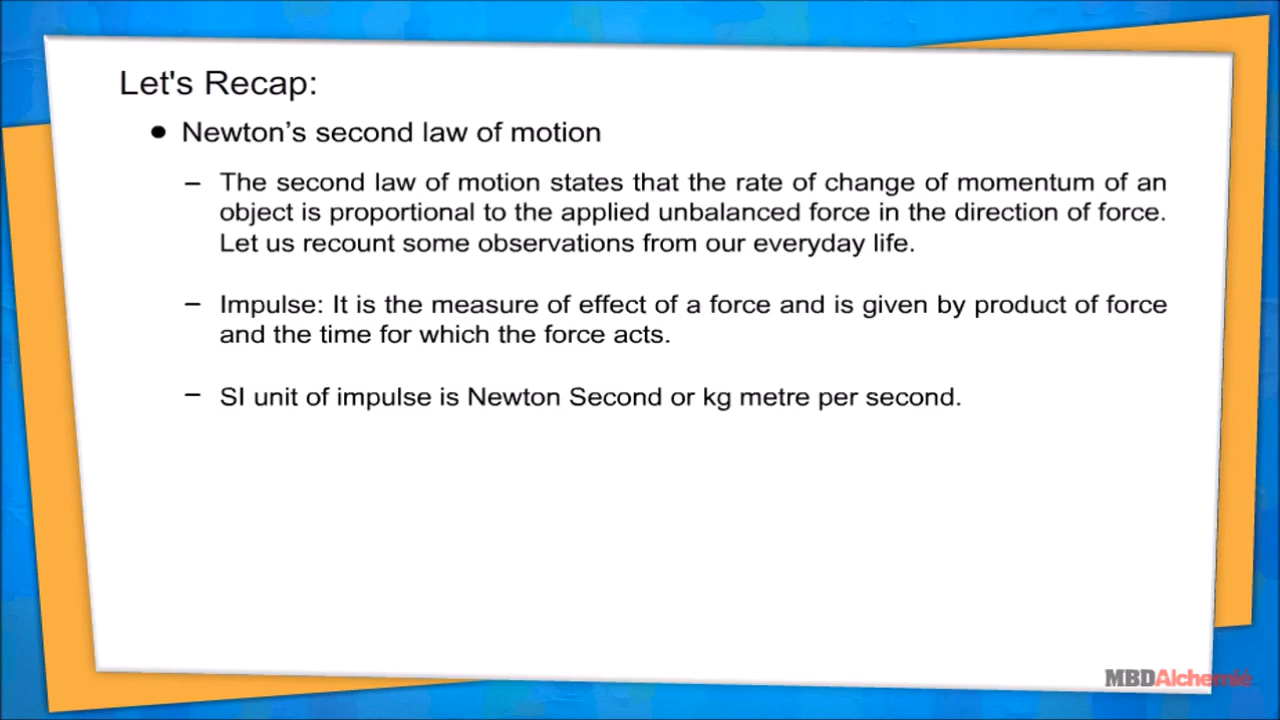 Let's Recap:
● Newton's second law of motion
– The second law of motion states that the rate of change of momentum of an
object is proportional to the applied unbalanced force in the direction of force.
Let us recount some observations from our everyday life.
– Impulse: It is the measure of effect of a force and is given by product of force
and the time for which the force acts.
– SI unit of impulse is Newton Second or kg metre per second.
MBDAlchemié